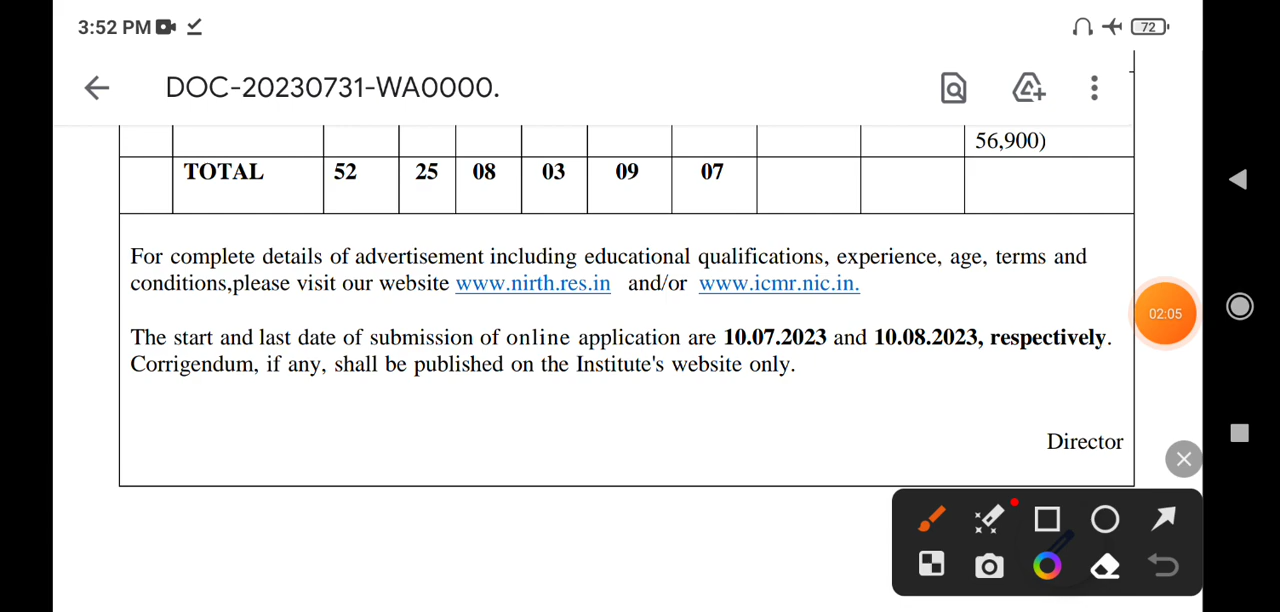 3:52 PM
72
DOC-20230731-WA0000.
56,900)
TOTAL 52 25 08 03 09 07
For complete details of advertisement including educational qualifications, experience, age, terms and
conditions,please visit our website www.nirth.res.in and/or www.icmr.nic.in.
02:05
The start and last date of submission of online application are 10.07.2023 and 10.08.2023, respectively.
Corrigendum, if any, shall be published on the Institute's website only.
Director